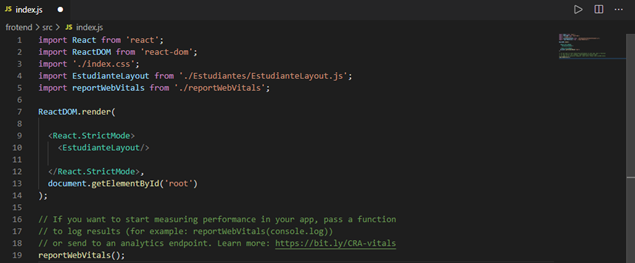 JS index.js ●
frotend > src > JS index.js
1 import React from 'react';
2 import ReactDOM from 'react-dom';
3 import './index.css';
4 import EstudianteLayout from './Estudiantes/EstudianteLayout.js';
5 import reportWebVitals from './reportWebVitals';
6
7 ReactDOM.render(
8
9 <React.StrictMode>
10 <EstudianteLayout/>
11
12 </React.StrictMode>,
13 document.getElementById('root')
14 );
15
16 // If you want to start measuring performance in your app, pass a function
17 // to log results (for example: reportWebVitals(console.log))
18 // or send to an analytics endpoint. Learn more: https://bit.ly/CRA-vitals
19 reportWebVitals();